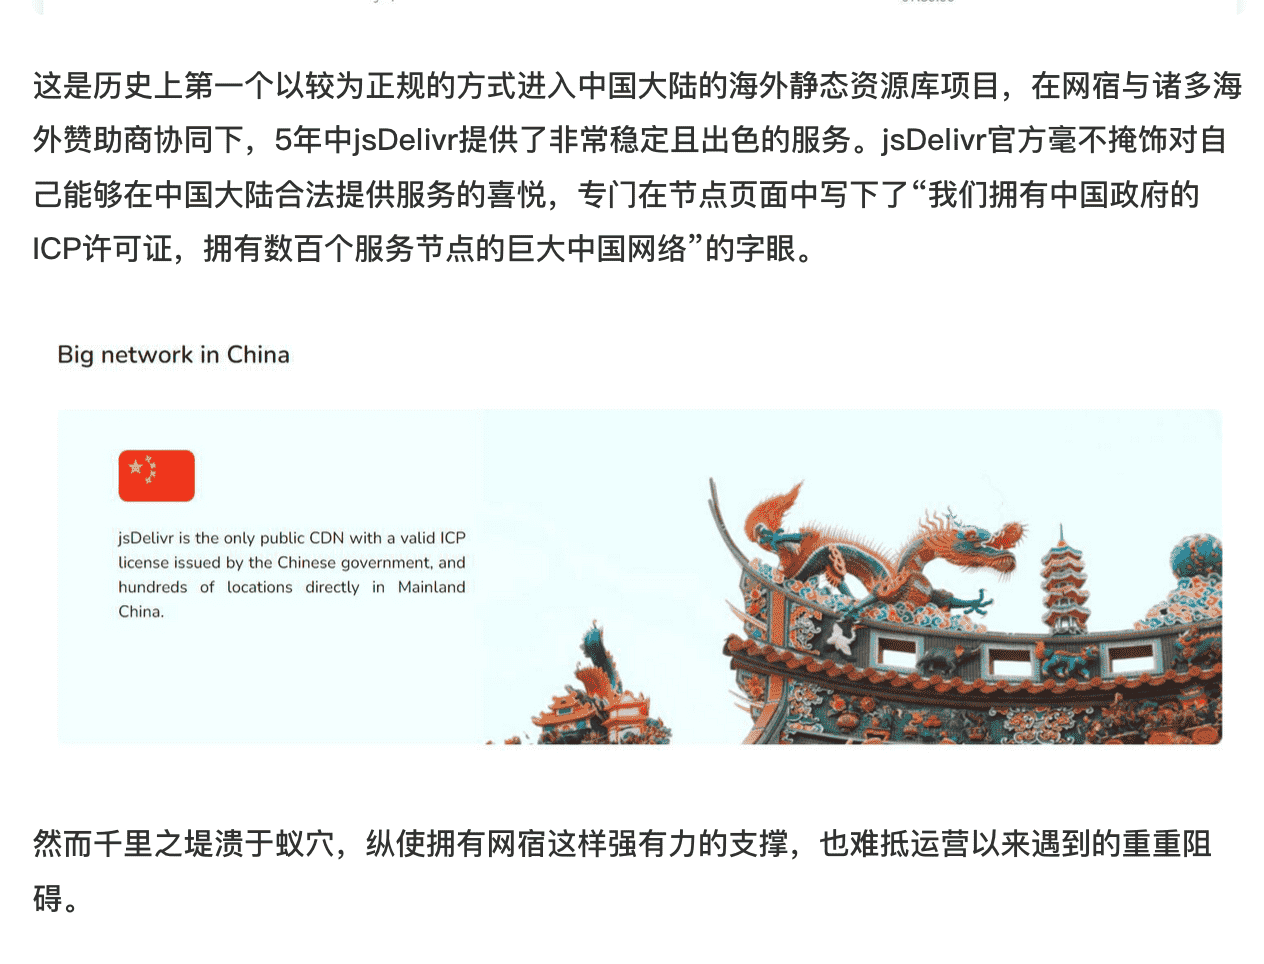 这是历史上第一个以较为正规的方式进入中国大陆的海外静态资源库项目，在网宿与诸多海
外赞助商协同下，5年中jsDelivr提供了非常稳定且出色的服务。jsDelivr官方毫不掩饰对自
己能够在中国大陆合法提供服务的喜悦，专门在节点页面中写下了“我们拥有中国政府的
ICP许可证，拥有数百个服务节点的巨大中国网络”的字眼。
Big network in China
jsDelivr is the only public CDN with a valid ICP
license issued by the Chinese government, and
hundreds of locations directly in Mainland
China.
然而千里之堤溃于蚁穴，纵使拥有网宿这样强有力的支撑，也难抵运营以来遇到的重重阻
碍。